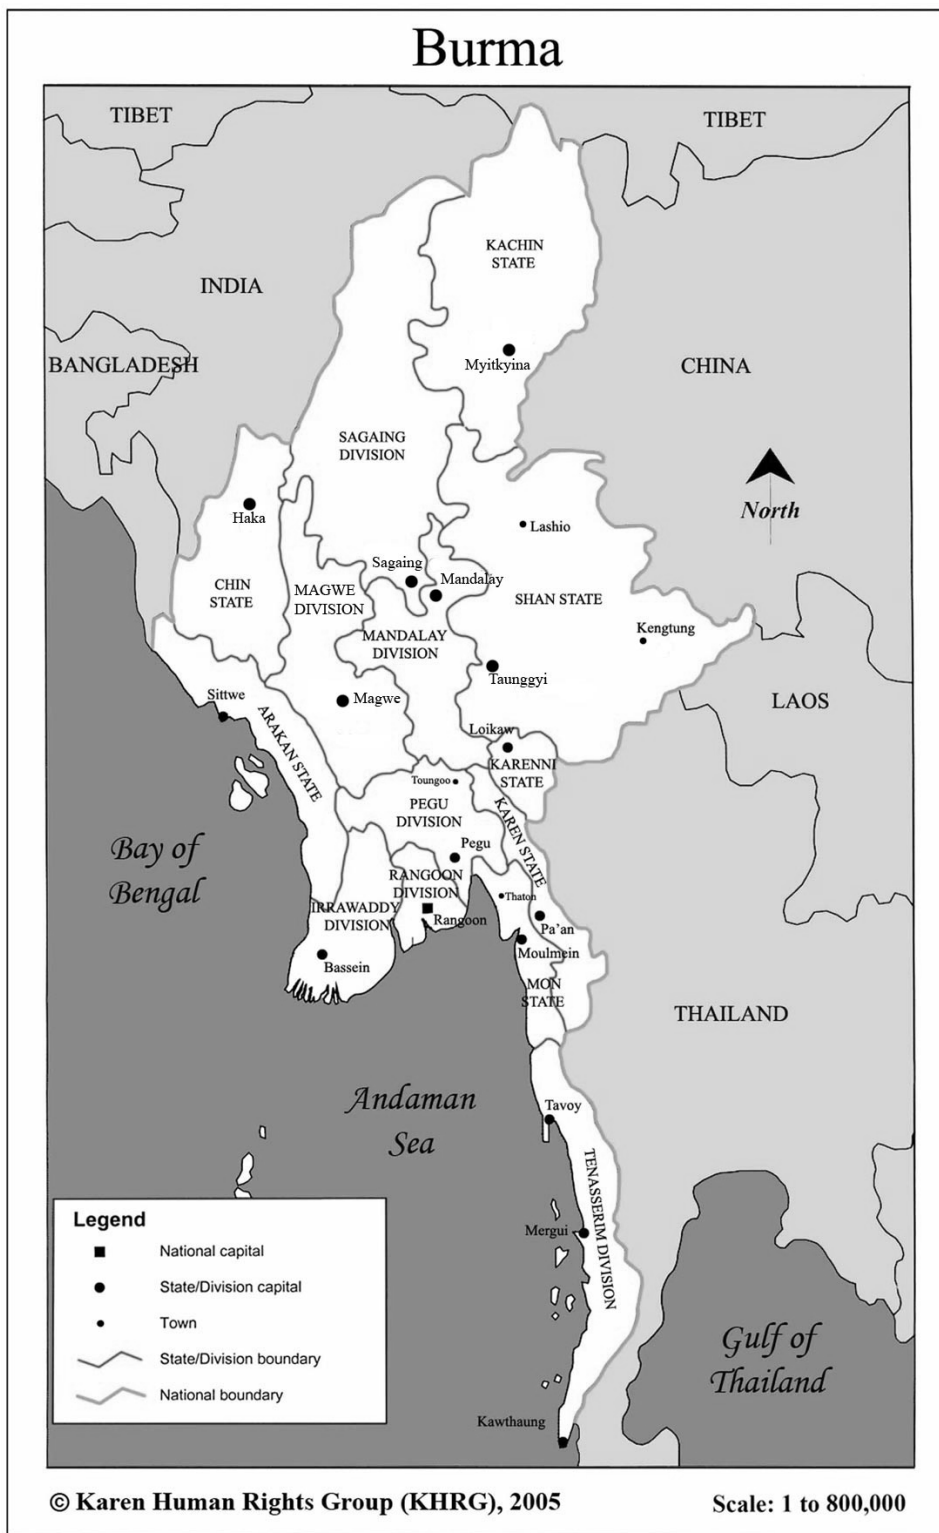 Burma
TIBET
TIBET
KACHIN
STATE
INDIA
BANGLADESH
Myitkyina
CHINA
SAGAING
DIVISION
North
Haka
Lashio
Sagaing
Mandalay
CHIN
STATE
MAGWE
DIVISION
SHAN STATE
MANDALAY
DIVISION
Kengtung
Taunggyi
Sittwe
Magwe
LAOS
ARAKAN STATE
Loikaw
KARENNI
STATE
Toungoo
PEGU
DIVISION
KAREN STATE
Bay of
Bengal
Pegu
RANGOON
DIVISION
Thaton
IRRAWADDY
DIVISION
Rangoon
Pa'an
Moulmein
Bassein
MON
STATE
THAILAND
Andaman
Sea
Tavoy
TENASSERIM DIVISION
Mergui
Legend
National capital
State/Division capital
Town
State/Division boundary
National boundary
Gulf of
Thailand
Kawthaung
© Karen Human Rights Group (KHRG), 2005
Scale: 1 to 800,000